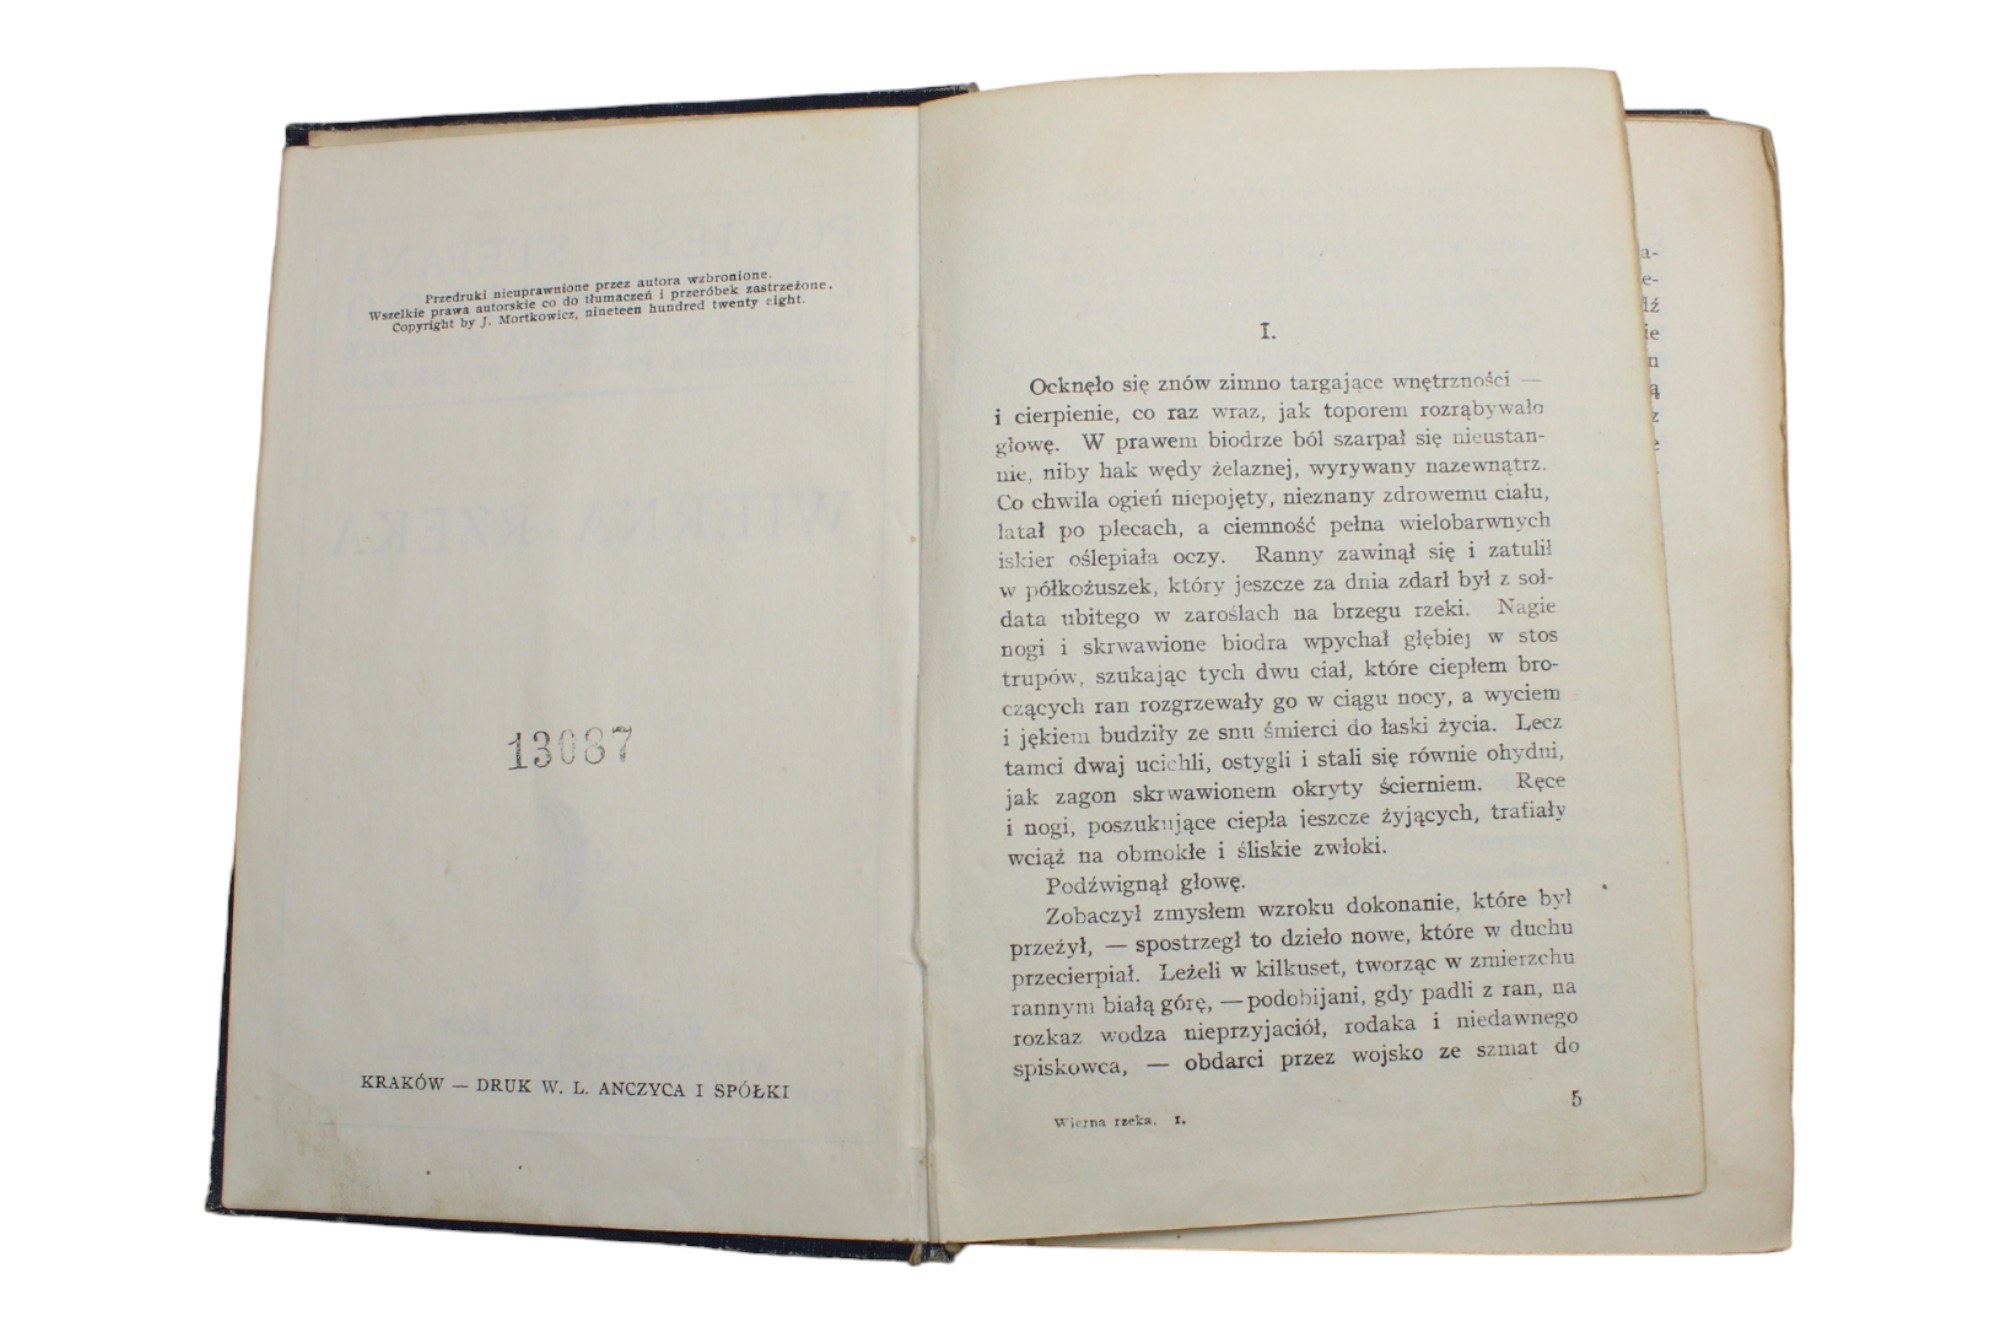 Przedruki nieuprawnione przez autora wzbronione.
Wszelkie prawa autorskie co do tłumaczeń i przeróbek zastrzeżone.
Copyright by J. Mortkowicz, nineteen hundred twenty eight.
13087
KRAKÓW — DRUK W. L. ANCZYCA I SPÓŁKI
I.
Ocknęło się znów zimno targające wnętrzności —
i cierpienie, co raz wraz, jak toporem rozrąbywało
głowę. W prawem biodrze ból szarpał się nieustan-
nie, niby hak wędy żelaznej, wyrywany nazewnątrz.
Co chwila ogień niepojęty, nieznany zdrowemu ciału,
latał po plecach, a ciemność pełna wielobarwnych
iskier oślepiała oczy. Ranny zawinął się i zatulił
w półkożuszek, który jeszcze za dnia zdarł był z soł-
data ubitego w zaroślach na brzegu rzeki. Nagie
nogi i skrwawione biodra wpychał głębiej w stos
trupów, szukając tych dwu ciał, które ciepłem bro-
czących ran rozgrzewały go w ciągu nocy, a wyciem
i jękiem budziły ze snu śmierci do łaski życia. Lecz
tamci dwaj ucichli, ostygli i stali się równie ohydni,
jak zagon skrwawionem okryty ścierniem. Ręce
i nogi, poszukujące ciepła jeszcze żyjących, trafiały
wciąż na obmokłe i śliskie zwłoki.
Podźwignął głowę.
Zobaczył zmysłem wzroku dokonanie, które był
przeżył, — spostrzegł to dzieło nowe, które w duchu
przecierpiał. Leżeli w kilkuset, tworząc w zmierzchu
rannym białą górę, — podobijani, gdy padli z ran, na
rozkaz wodza nieprzyjaciół, rodaka i niedawnego
spiskowca, — obdarci przez wojsko ze szmat do
5
Wierna rzeka. 1.